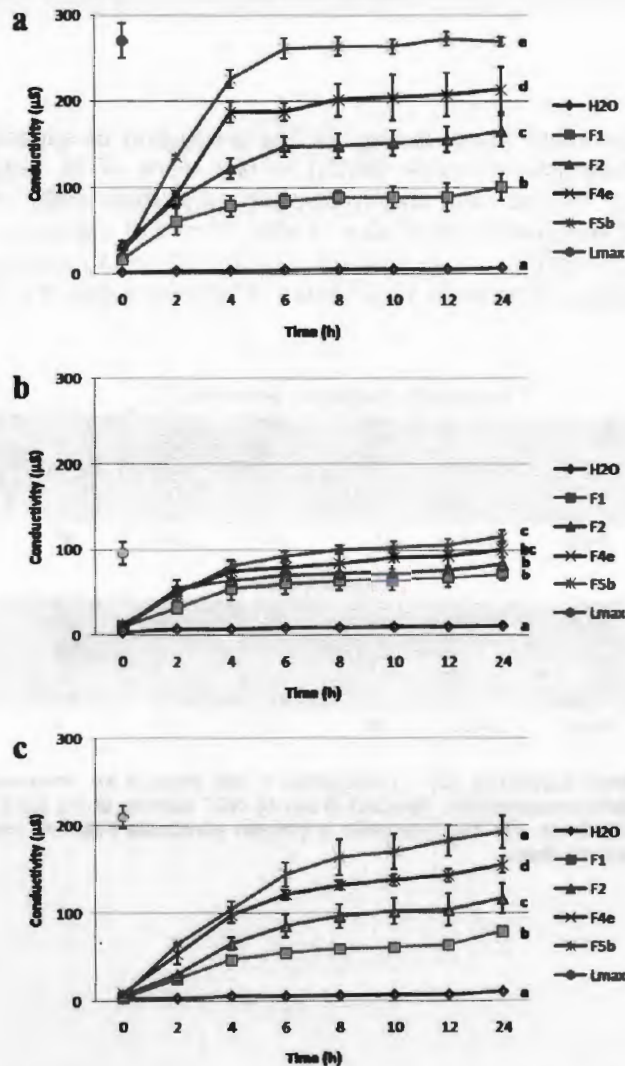 a
300
200
100
0
Conductivity (µS)
e
d
c
b
a
0 2 4 6 8 10 12 24
Time (h)
H2O
F1
F2
F4e
F5b
Lmax
b
300
200
100
0
Conductivity (µS)
c
bc
b
b
a
0 2 4 6 8 10 12 24
Time (h)
H2O
F1
F2
F4e
F5b
Lmax
c
300
200
100
0
Conductivity (µS)
e
d
c
b
a
0 2 4 6 8 10 12 24
Time (h)
H2O
F1
F2
F4e
F5b
Lmax